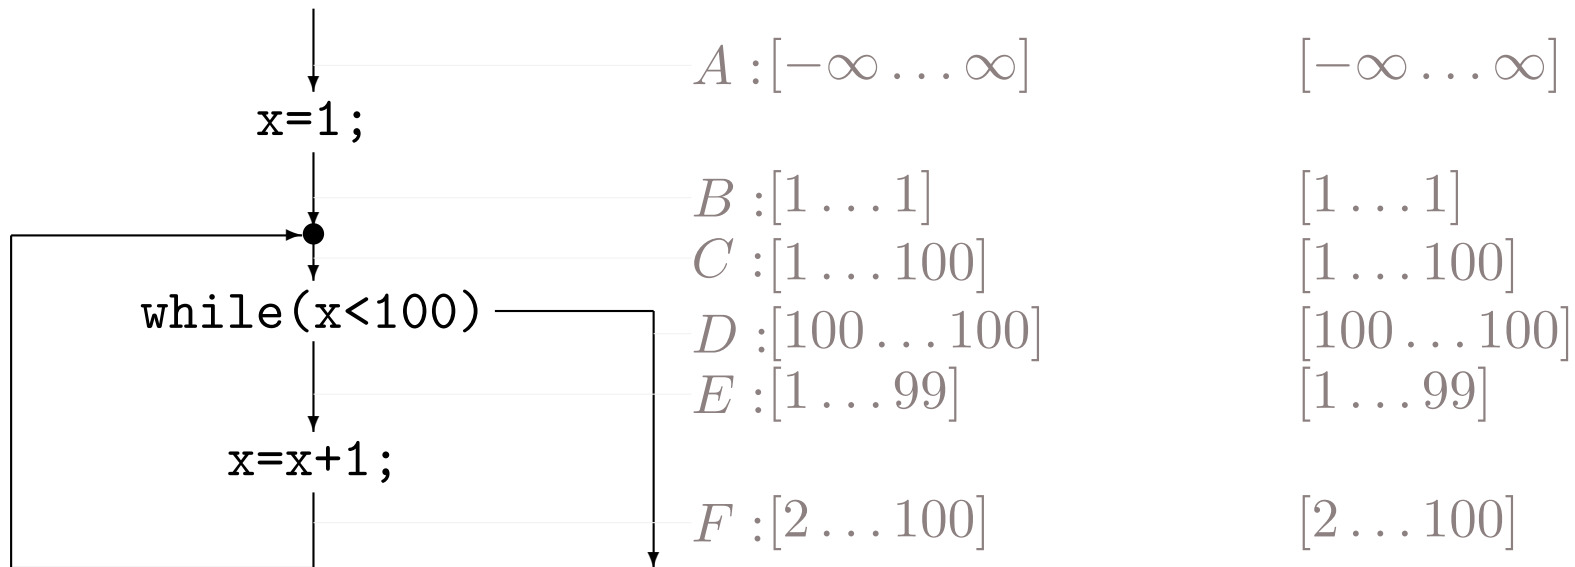 A :[−∞ … ∞] [−∞ … ∞]
x=1;
B :[1 … 1] [1 … 1]
C :[1 … 100] [1 … 100]
while(x<100)
D :[100 … 100] [100 … 100]
E :[1 … 99] [1 … 99]
x=x+1;
F :[2 … 100] [2 … 100]